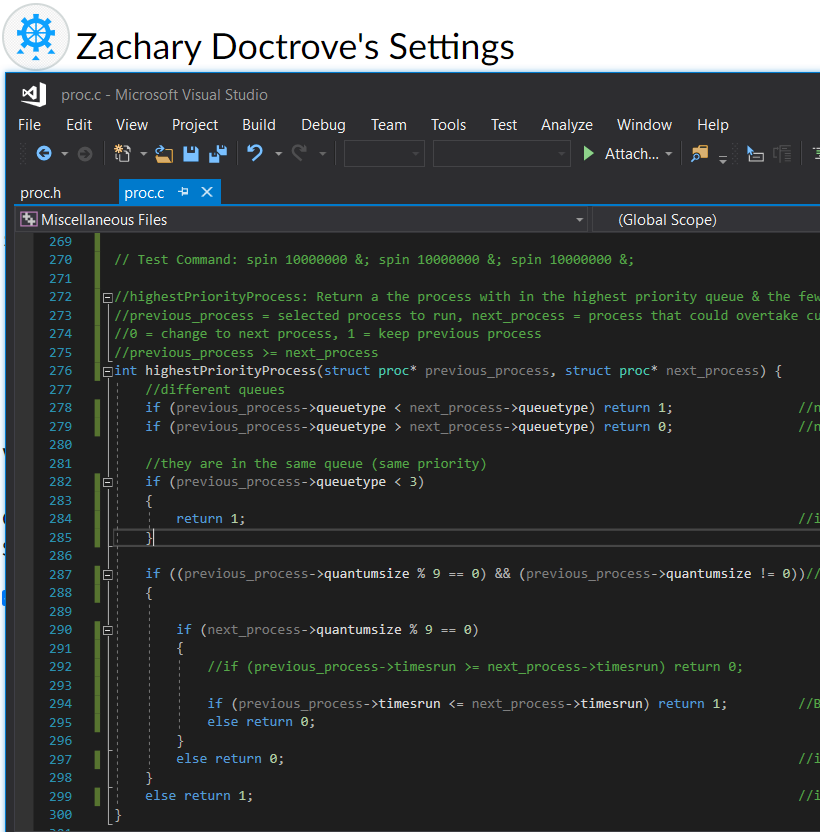 Zachary Doctrove's Settings
proc.c - Microsoft Visual Studio
File Edit View Project Build Debug Team Tools Test Analyze Window Help
Attach...
proc.h proc.c
Miscellaneous Files (Global Scope)
269
270 // Test Command: spin 10000000 &; spin 10000000 &; spin 10000000 &;
271
272 //highestPriorityProcess: Return a the process with in the highest priority queue & the few
273 //previous_process = selected process to run, next_process = process that could overtake cu
274 //0 = change to next process, 1 = keep previous process
275 //previous_process >= next_process
276 int highestPriorityProcess(struct proc* previous_process, struct proc* next_process) {
277 //different queues
278 if (previous_process->queuetype < next_process->queuetype) return 1; //n
279 if (previous_process->queuetype > next_process->queuetype) return 0; //n
280
281 //they are in the same queue (same priority)
282 if (previous_process->queuetype < 3)
283 {
284 return 1; //i
285 }
286
287 if ((previous_process->quantumsize % 9 == 0) && (previous_process->quantumsize != 0))//
288 {
289
290 if (next_process->quantumsize % 9 == 0)
291 {
292 //if (previous_process->timesrun >= next_process->timesrun) return 0;
293
294 if (previous_process->timesrun <= next_process->timesrun) return 1; //B
295 else return 0;
296 }
297 else return 0; //i
298 }
299 else return 1; //i
300 }